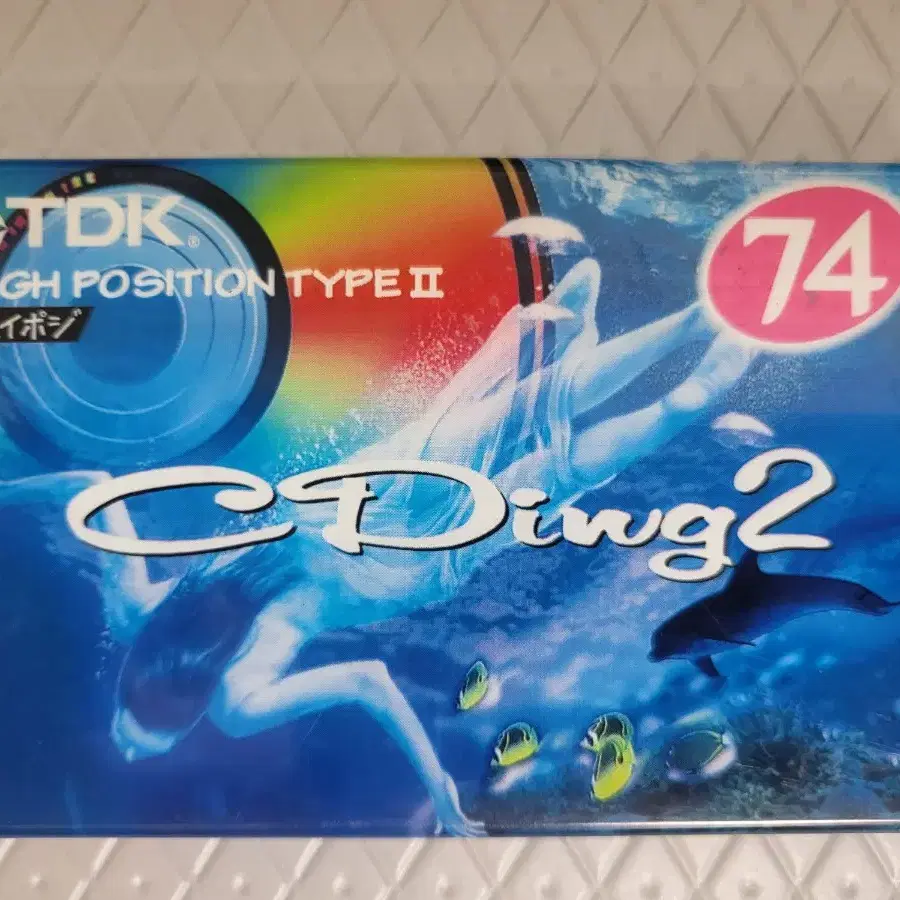 TDK®
74
GH POSITION TYPE II
イポジ
CDing2